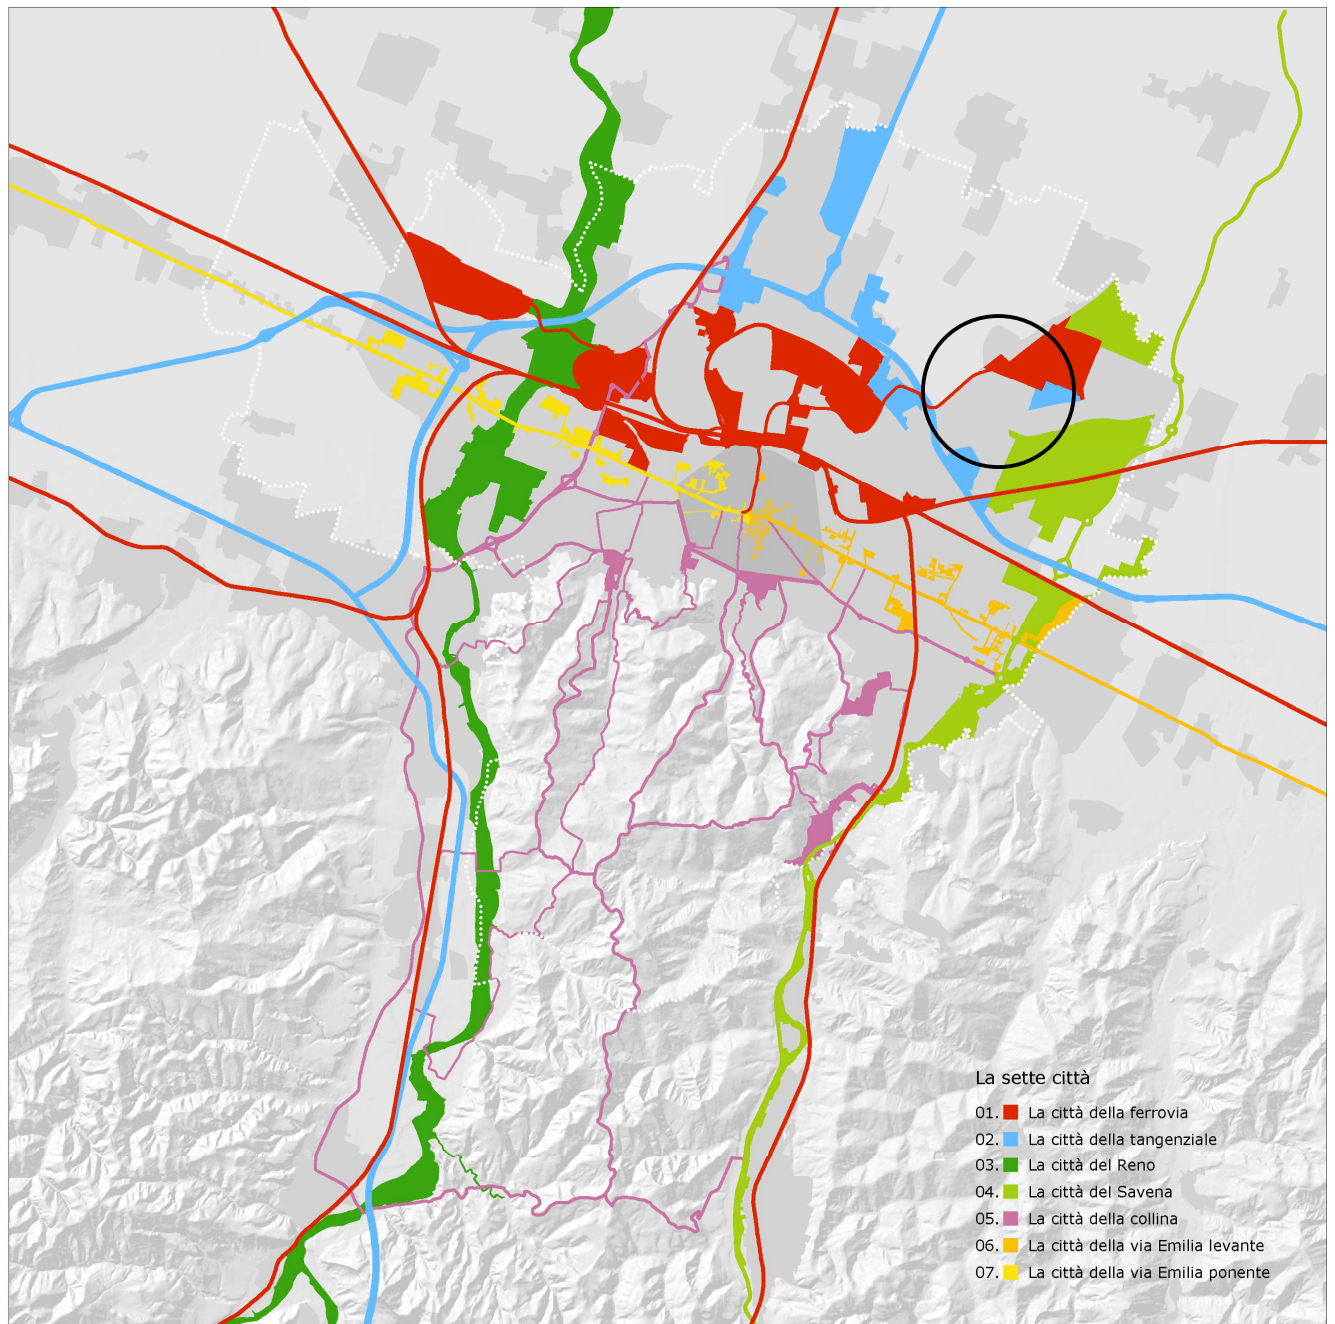 La sette città
01. La città della ferrovia
02. La città della tangenziale
03. La città del Reno
04. La città del Savena
05. La città della collina
06. La città della via Emilia levante
07. La città della via Emilia ponente